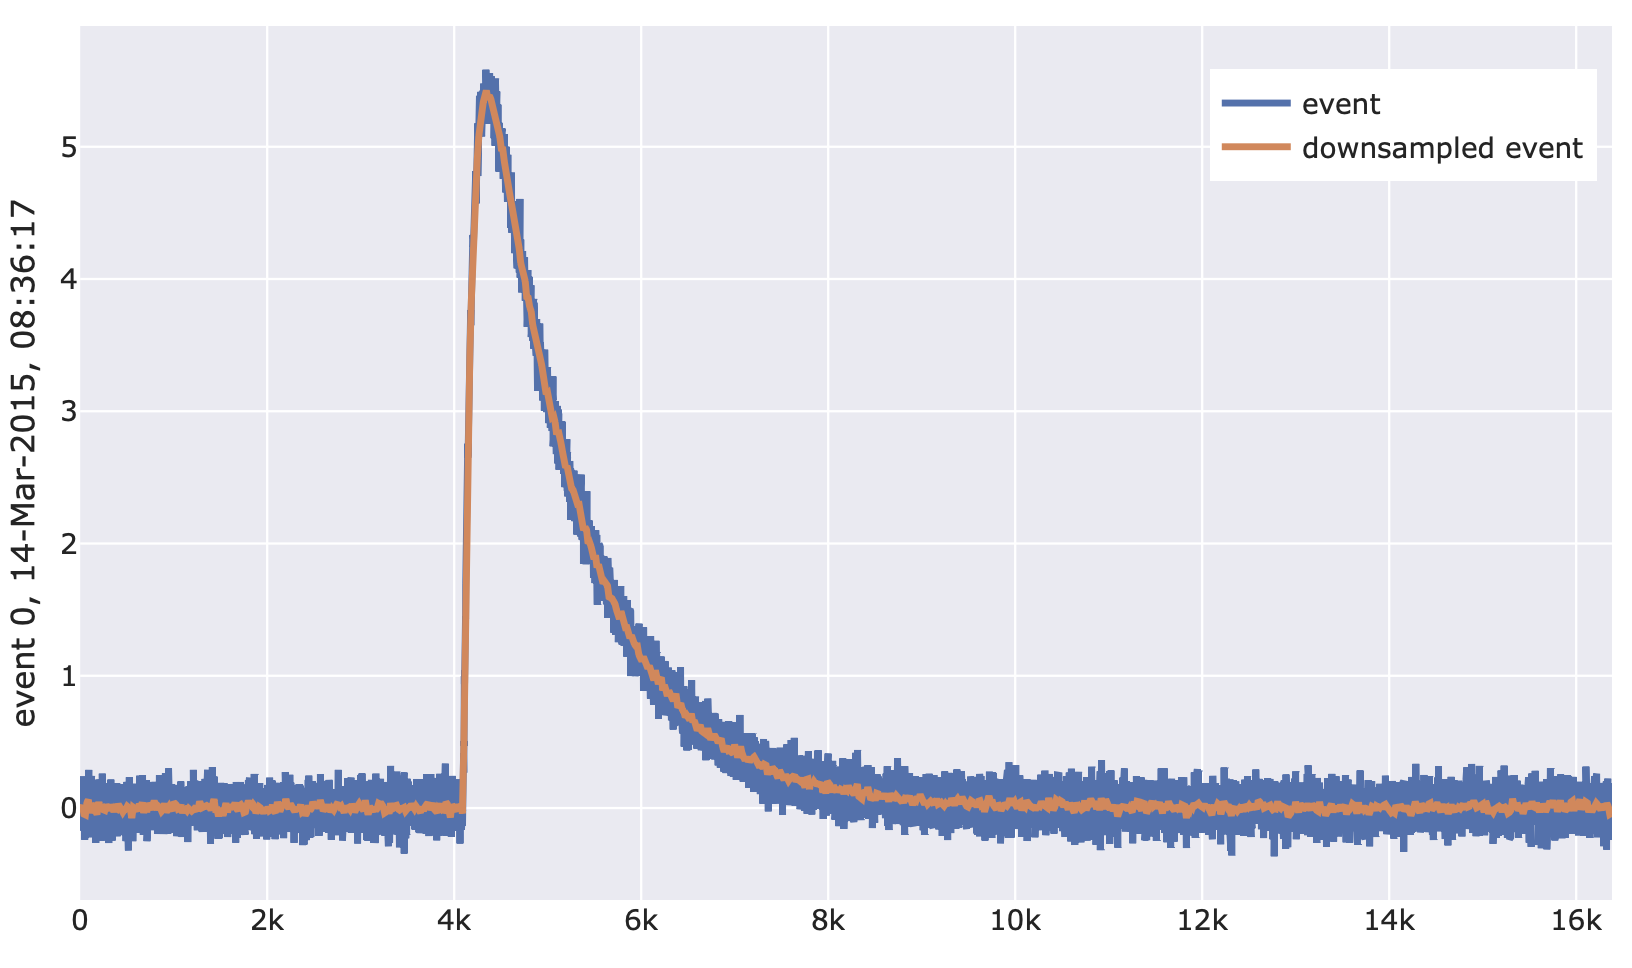 event 0, 14-Mar-2015, 08:36:17
event
downsampled event
5
4
3
2
1
0
0 2k 4k 6k 8k 10k 12k 14k 16k